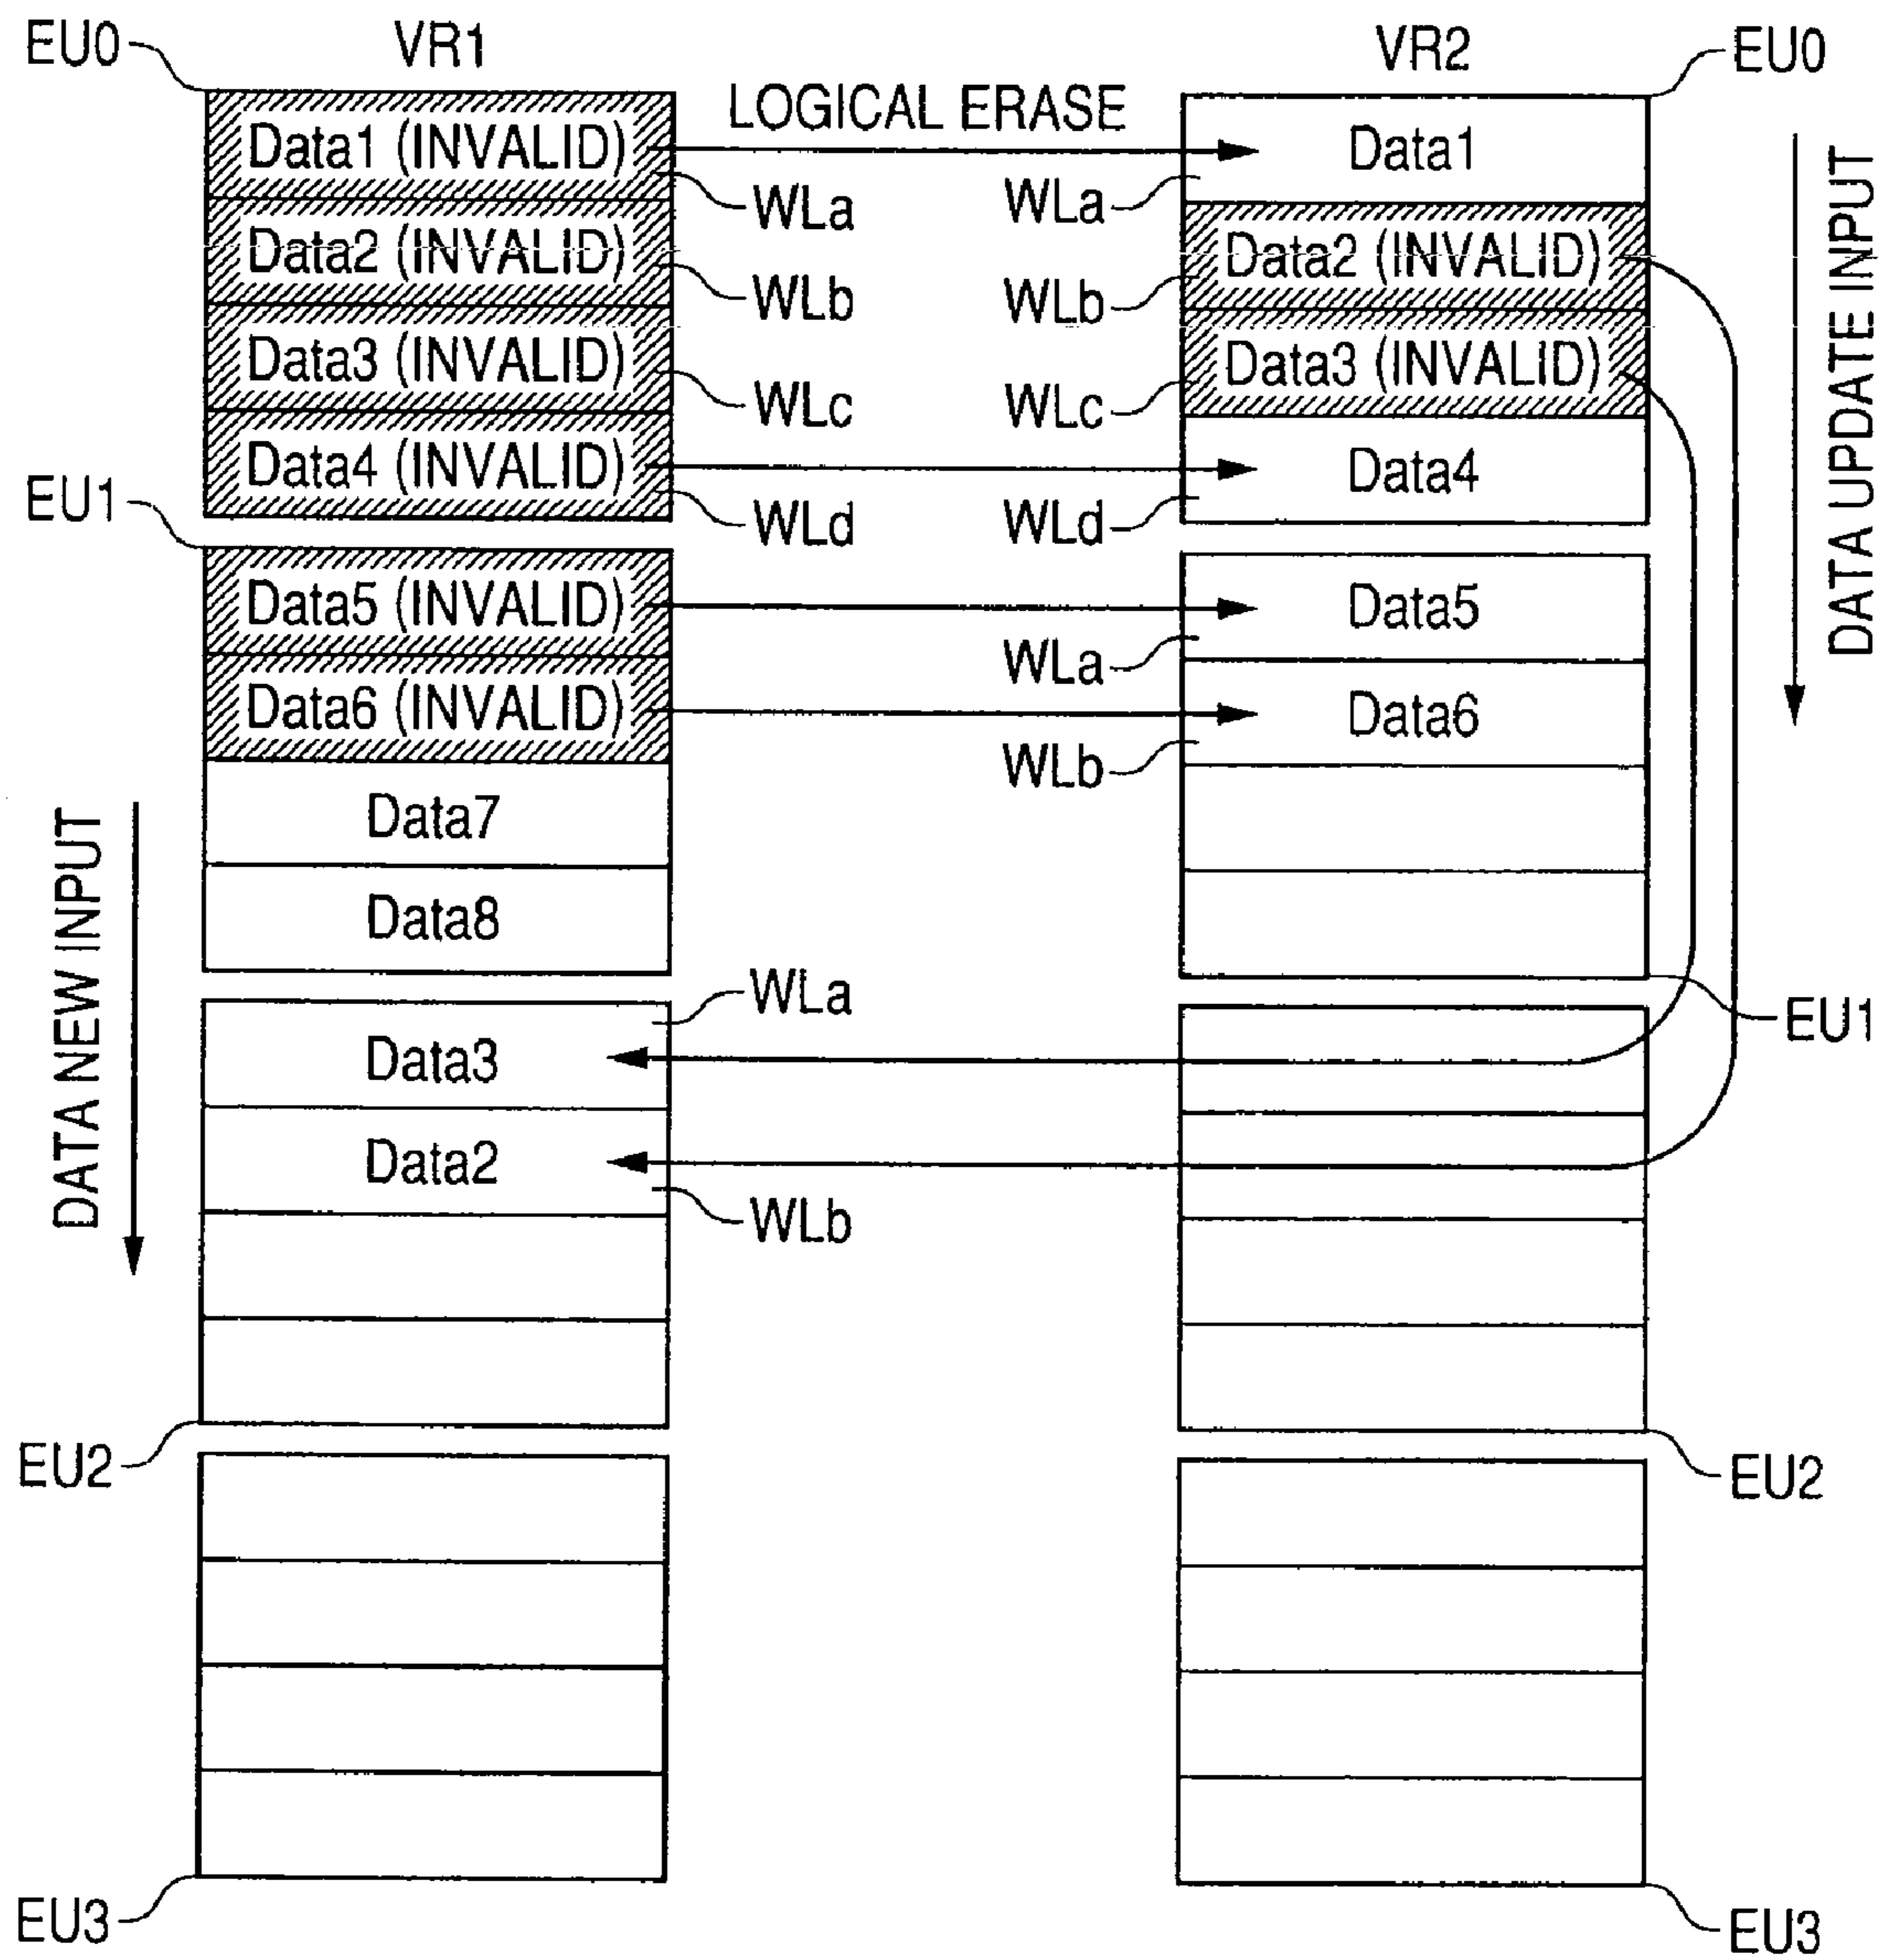 EU0
VR1
VR2
EU0
LOGICAL ERASE
Data1 (INVALID)
Data1
WLa
WLa
Data2 (INVALID)
Data2 (INVALID)
WLb
WLb
Data3 (INVALID)
Data3 (INVALID)
WLc
WLc
Data4 (INVALID)
Data4
EU1
WLd
WLd
DATA UPDATE INPUT
Data5 (INVALID)
Data5
WLa
Data6 (INVALID)
Data6
WLb
Data7
Data8
DATA NEW INPUT
WLa
EU1
Data3
Data2
WLb
EU2
EU2
EU3
EU3